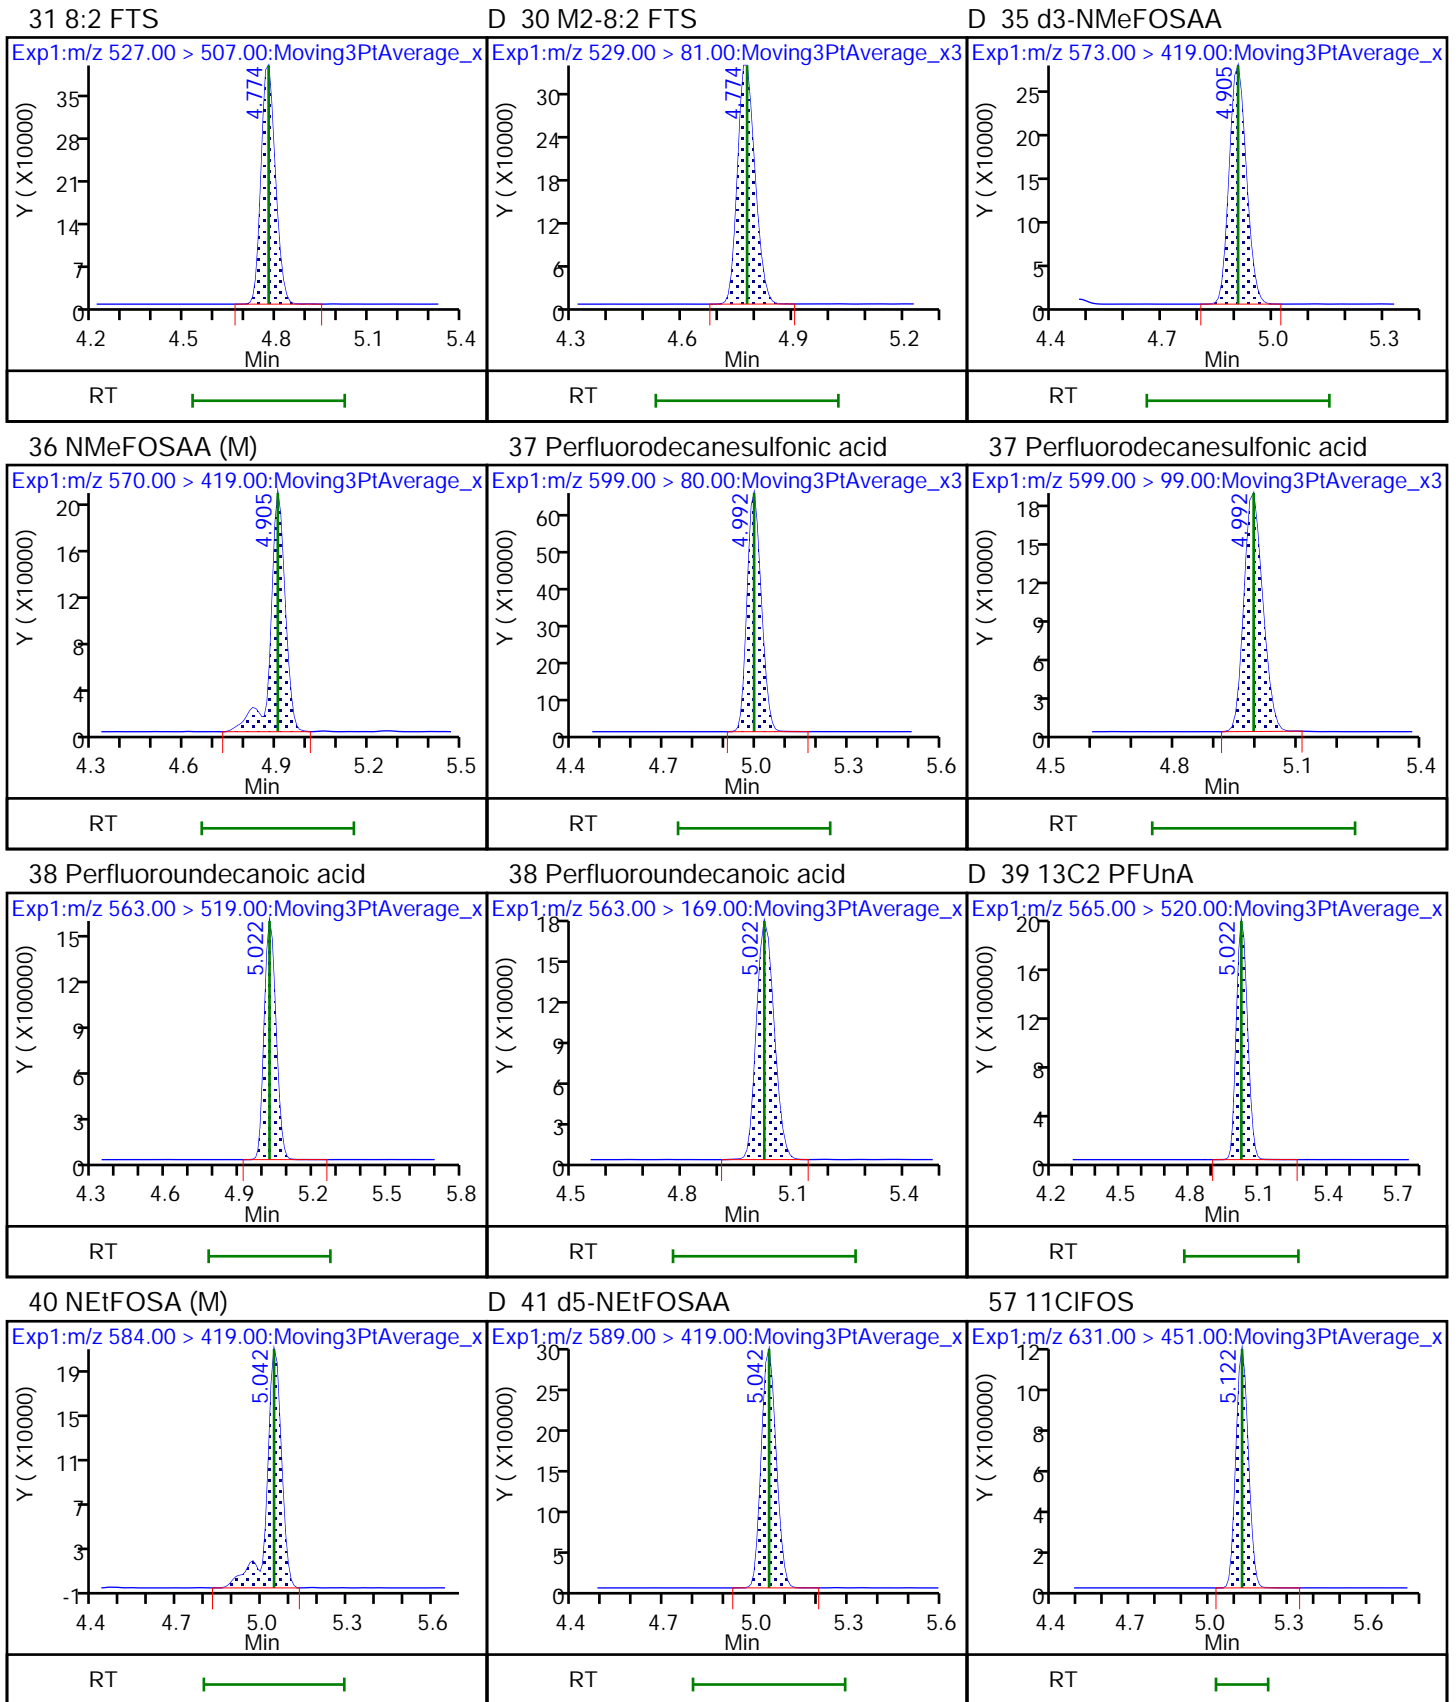 31 8:2 FTS
Exp1:m/z 527.00 > 507.00:Moving3PtAverage_x
Y ( X10000)
35
28
21
14
7
0
4.774
4.2 4.5 4.8 5.1 5.4
Min
RT
D 30 M2-8:2 FTS
Exp1:m/z 529.00 > 81.00:Moving3PtAverage_x3
Y ( X10000)
30
24
18
12
6
0
4.774
4.3 4.6 4.9 5.2
Min
RT
D 35 d3-NMeFOSAA
Exp1:m/z 573.00 > 419.00:Moving3PtAverage_x
Y ( X10000)
25
20
15
10
5
0
4.905
4.4 4.7 5.0 5.3
Min
RT
36 NMeFOSAA (M)
Exp1:m/z 570.00 > 419.00:Moving3PtAverage_x
Y ( X10000)
20
16
12
8
4
0
4.905
4.3 4.6 4.9 5.2 5.5
Min
RT
37 Perfluorodecanesulfonic acid
Exp1:m/z 599.00 > 80.00:Moving3PtAverage_x3
Y ( X10000)
60
50
40
30
20
10
0
4.992
4.4 4.7 5.0 5.3 5.6
Min
RT
37 Perfluorodecanesulfonic acid
Exp1:m/z 599.00 > 99.00:Moving3PtAverage_x3
Y ( X10000)
18
15
12
9
6
3
0
4.992
4.5 4.8 5.1 5.4
Min
RT
38 Perfluoroundecanoic acid
Exp1:m/z 563.00 > 519.00:Moving3PtAverage_x
Y ( X100000)
15
12
9
6
3
0
5.022
4.3 4.6 4.9 5.2 5.5 5.8
Min
RT
38 Perfluoroundecanoic acid
Exp1:m/z 563.00 > 169.00:Moving3PtAverage_x
Y ( X10000)
18
15
12
9
6
3
0
5.022
4.5 4.8 5.1 5.4
Min
RT
D 39 13C2 PFUnA
Exp1:m/z 565.00 > 520.00:Moving3PtAverage_x
Y ( X100000)
20
16
12
8
4
0
5.022
4.2 4.5 4.8 5.1 5.4 5.7
Min
RT
40 NEtFOSA (M)
Exp1:m/z 584.00 > 419.00:Moving3PtAverage_x
Y ( X10000)
19
15
11
7
3
-1
5.042
4.4 4.7 5.0 5.3 5.6
Min
RT
D 41 d5-NEtFOSAA
Exp1:m/z 589.00 > 419.00:Moving3PtAverage_x
Y ( X10000)
30
25
20
15
10
5
0
5.042
4.4 4.7 5.0 5.3 5.6
Min
RT
57 11ClFOS
Exp1:m/z 631.00 > 451.00:Moving3PtAverage_x
Y ( X100000)
12
10
8
6
4
2
0
5.122
4.4 4.7 5.0 5.3 5.6
Min
RT